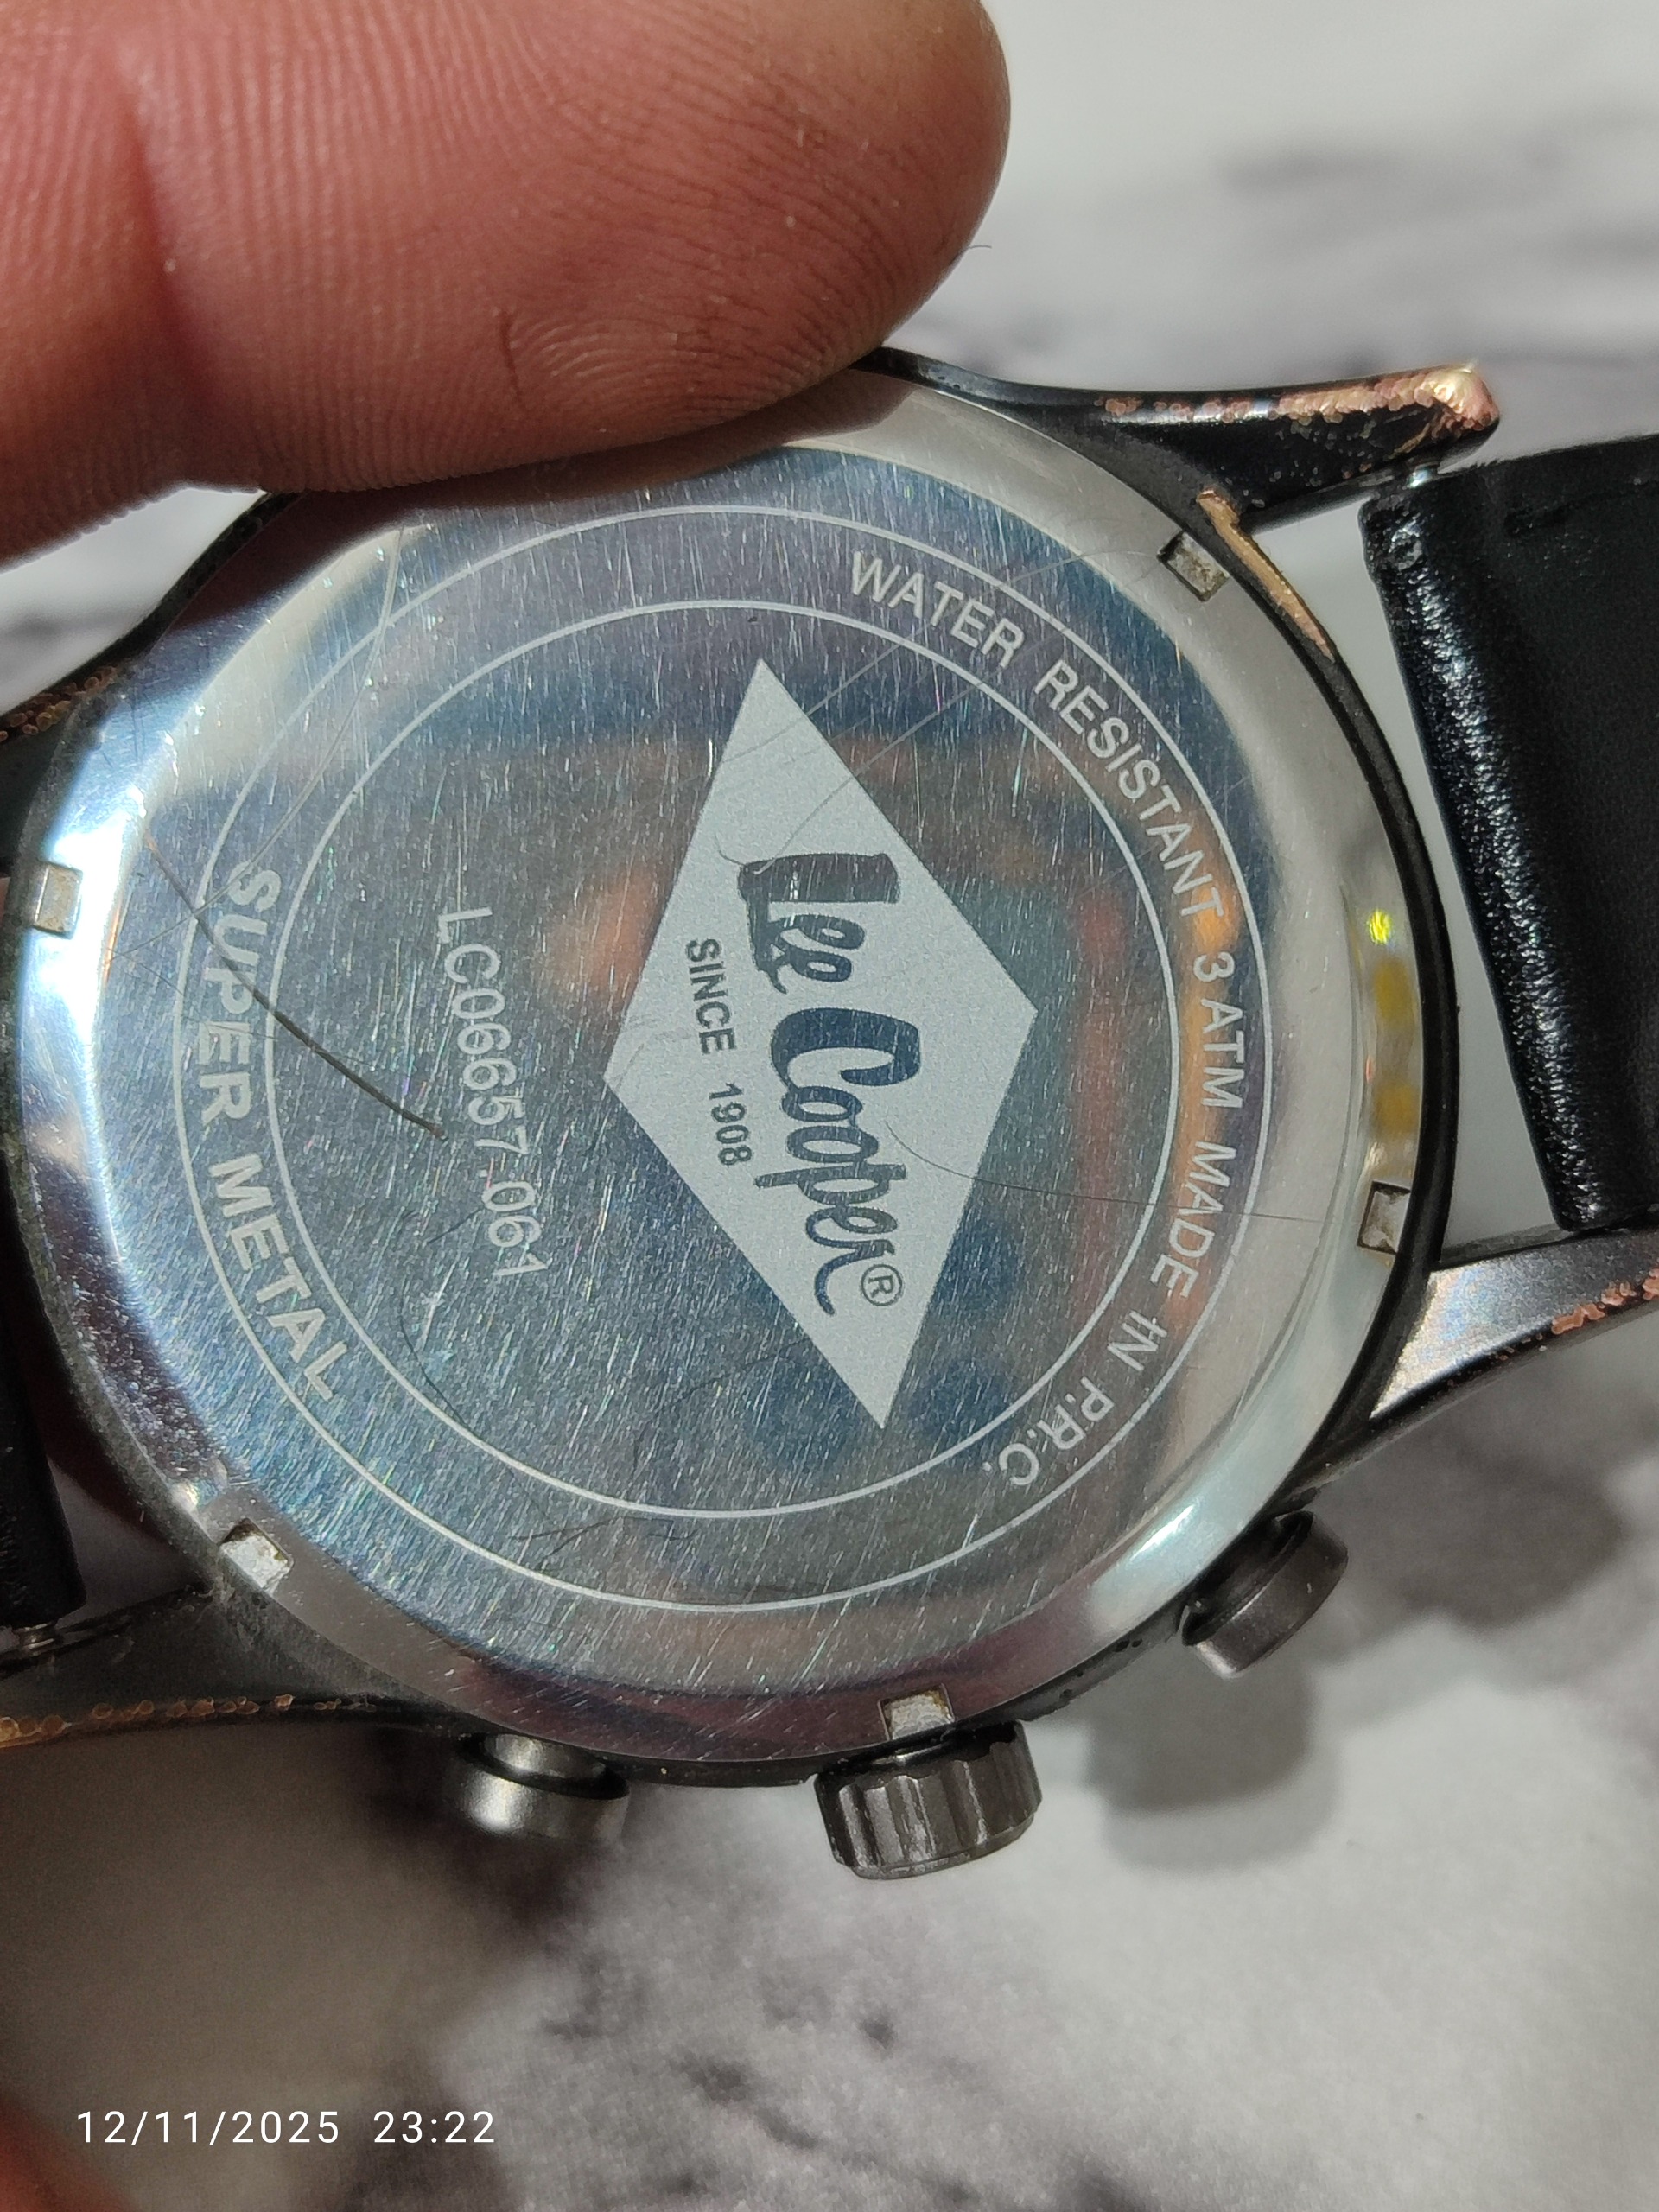 WATER RESISTANT 3 ATM MADE IN P.R.C.
Lee Cooper®
SINCE 1908
LC06657.061
SUPER METAL
12/11/2025 23:22